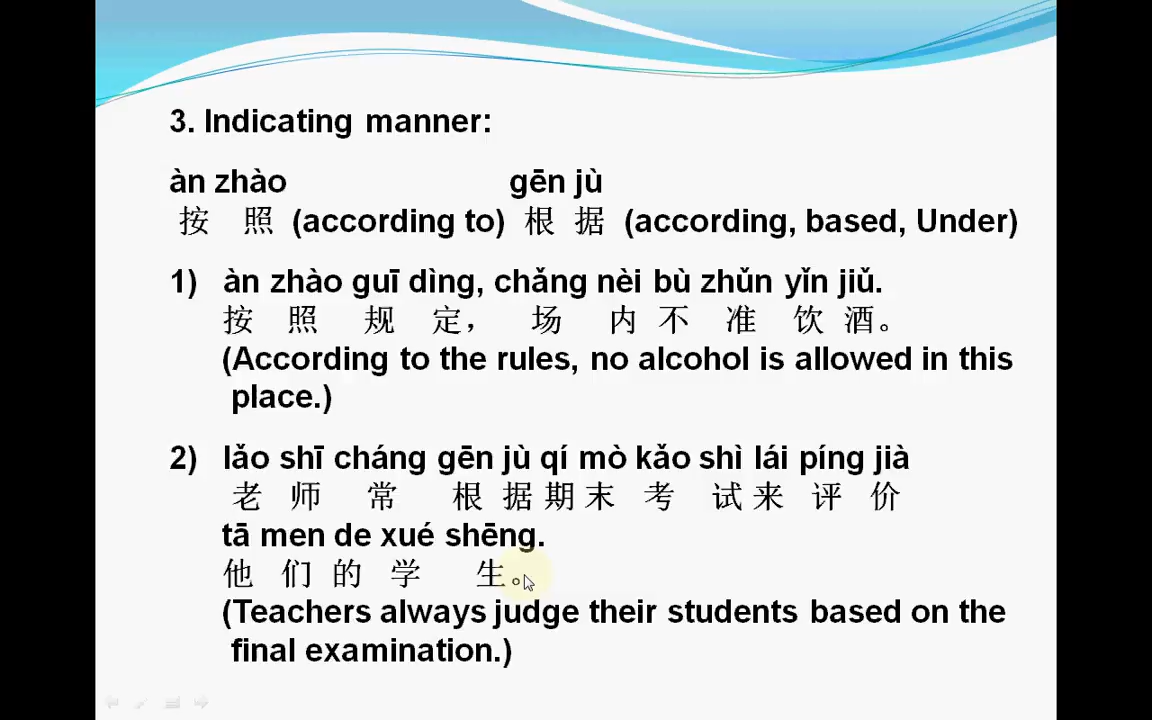 3. Indicating manner:
àn zhào gēn jù
按 照 (according to) 根 据 (according, based, Under)
1) àn zhào guī dìng, chǎng nèi bù zhǔn yǐn jiǔ.
按 照 规 定， 场 内 不 准 饮 酒。
(According to the rules, no alcohol is allowed in this
place.)
2) lǎo shī cháng gēn jù qí mò kǎo shì lái píng jià
老 师 常 根 据 期 末 考 试 来 评 价
tā men de xué shēng.
他 们 的 学 生。
(Teachers always judge their students based on the
final examination.)